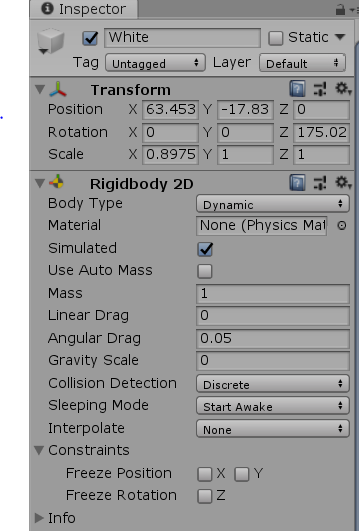 Inspector
White Static
Tag Untagged Layer Default
Transform
Position X 63.453 Y -17.83 Z 0
Rotation X 0 Y 0 Z 175.02
Scale X 0.8975 Y 1 Z 1
Rigidbody 2D
Body Type Dynamic
Material None (Physics Mat
Simulated
Use Auto Mass
Mass 1
Linear Drag 0
Angular Drag 0.05
Gravity Scale 0
Collision Detection Discrete
Sleeping Mode Start Awake
Interpolate None
Constraints
Freeze Position X Y
Freeze Rotation Z
Info